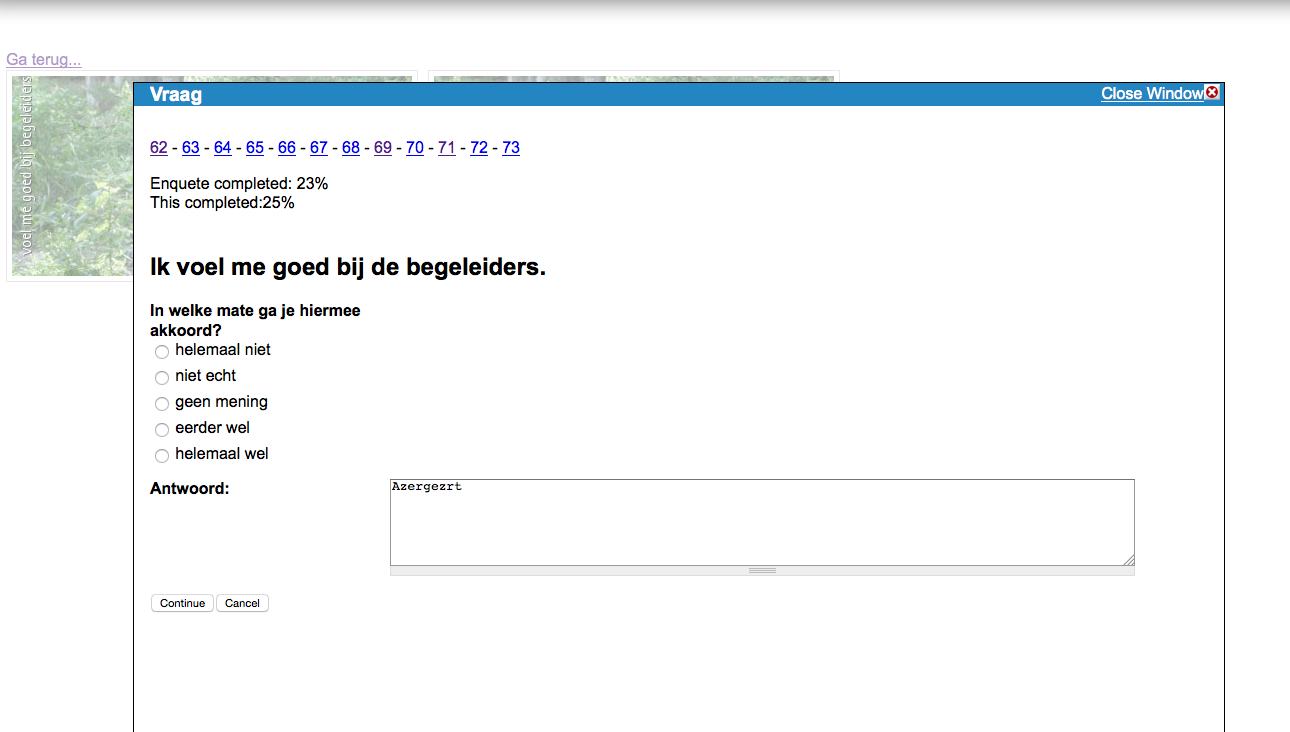 Ga terug...
voel me goed bij begeleiders
Vraag
Close Window
62 - 63 - 64 - 65 - 66 - 67 - 68 - 69 - 70 - 71 - 72 - 73
Enquete completed: 23%
This completed:25%
Ik voel me goed bij de begeleiders.
In welke mate ga je hiermee
akkoord?
helemaal niet
niet echt
geen mening
eerder wel
helemaal wel
Antwoord:
Azergezrt
Continue Cancel